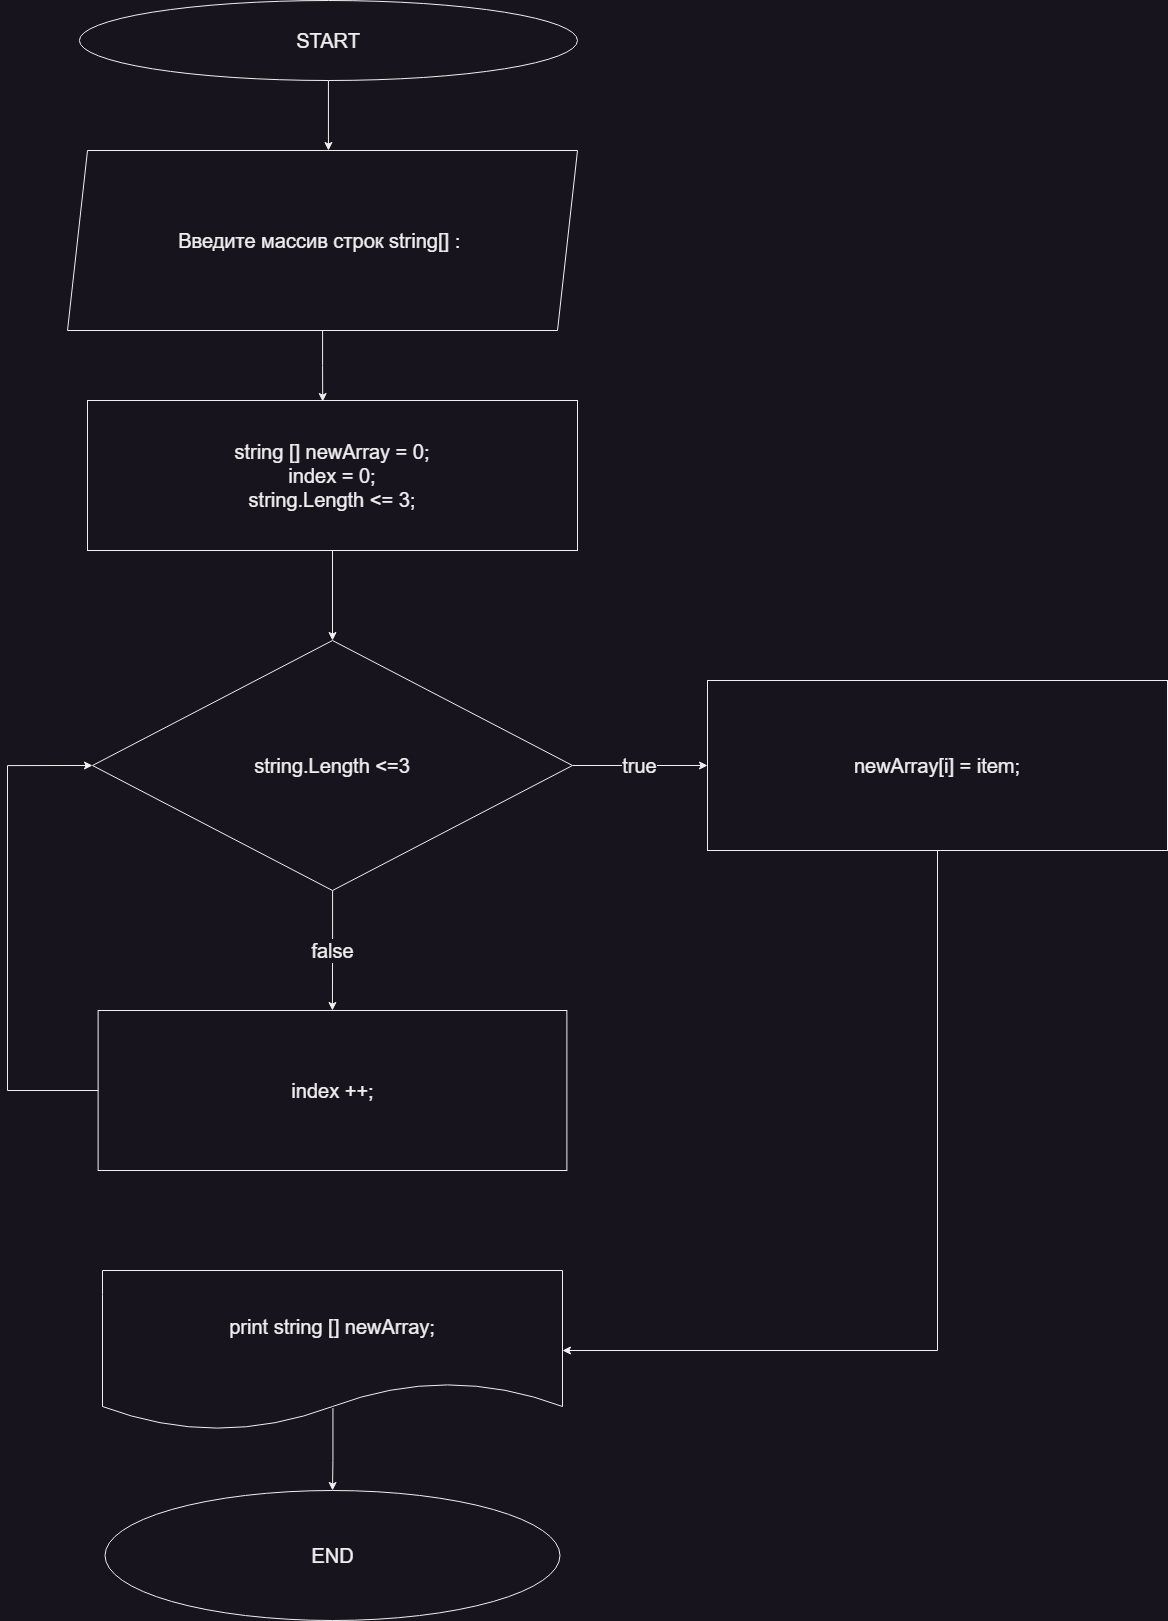 START
Введите массив строк string[] :
string [] newArray = 0;
index = 0;
string.Length <= 3;
string.Length <=3
true
newArray[i] = item;
false
index ++;
print string [] newArray;
END